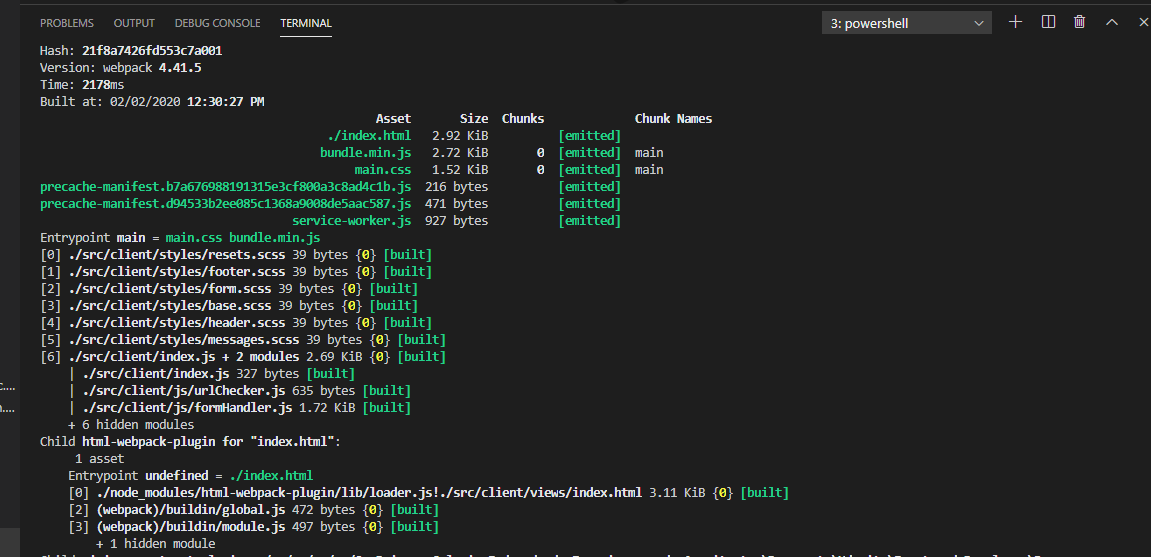 PROBLEMS OUTPUT DEBUG CONSOLE TERMINAL 3: powershell
Hash: 21f8a7426fd553c7a001
Version: webpack 4.41.5
Time: 2178ms
Built at: 02/02/2020 12:30:27 PM
Asset Size Chunks Chunk Names
./index.html 2.92 KiB [emitted]
bundle.min.js 2.72 KiB 0 [emitted] main
main.css 1.52 KiB 0 [emitted] main
precache-manifest.b7a676988191315e3cf800a3c8ad4c1b.js 216 bytes [emitted]
precache-manifest.d94533b2ee085c1368a9008de5aac587.js 471 bytes [emitted]
service-worker.js 927 bytes [emitted]
Entrypoint main = main.css bundle.min.js
[0] ./src/client/styles/resets.scss 39 bytes {0} [built]
[1] ./src/client/styles/footer.scss 39 bytes {0} [built]
[2] ./src/client/styles/form.scss 39 bytes {0} [built]
[3] ./src/client/styles/base.scss 39 bytes {0} [built]
[4] ./src/client/styles/header.scss 39 bytes {0} [built]
[5] ./src/client/styles/messages.scss 39 bytes {0} [built]
[6] ./src/client/index.js + 2 modules 2.69 KiB {0} [built]
| ./src/client/index.js 327 bytes [built]
| ./src/client/js/urlChecker.js 635 bytes [built]
| ./src/client/js/formHandler.js 1.72 KiB [built]
+ 6 hidden modules
Child html-webpack-plugin for "index.html":
1 asset
Entrypoint undefined = ./index.html
[0] ./node_modules/html-webpack-plugin/lib/loader.js!./src/client/views/index.html 3.11 KiB {0} [built]
[2] (webpack)/buildin/global.js 472 bytes {0} [built]
[3] (webpack)/buildin/module.js 497 bytes {0} [built]
+ 1 hidden module